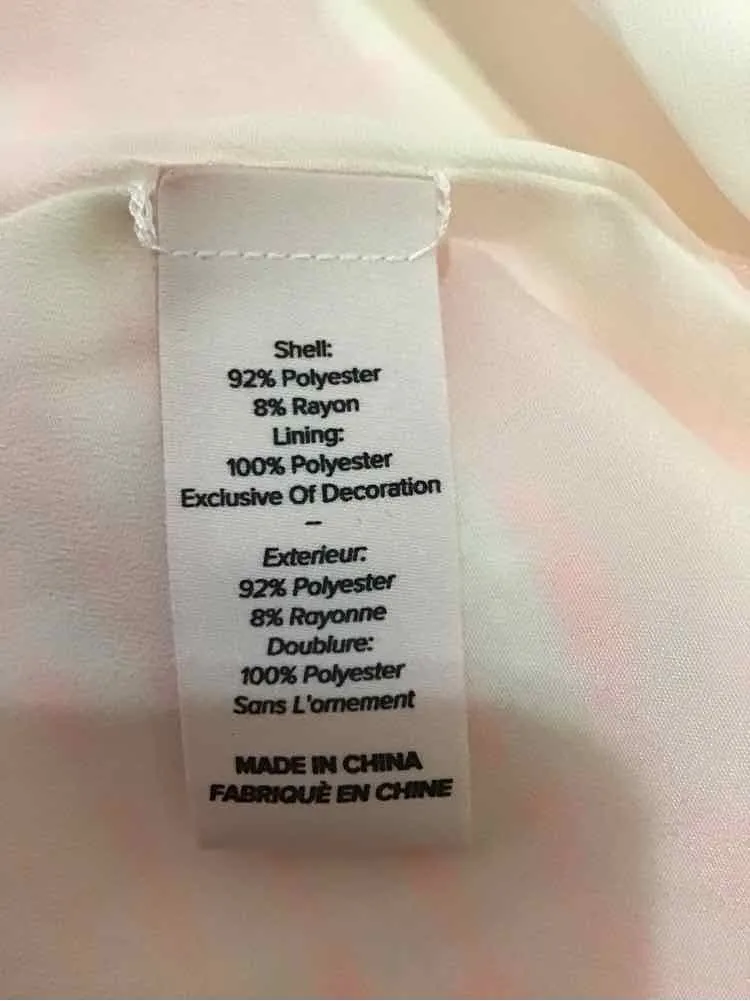 Shell:
92% Polyester
8% Rayon
Lining:
100% Polyester
Exclusive Of Decoration
–
Exterieur:
92% Polyester
8% Rayonne
Doublure:
100% Polyester
Sans L'ornement
MADE IN CHINA
FABRIQUÈ EN CHINE